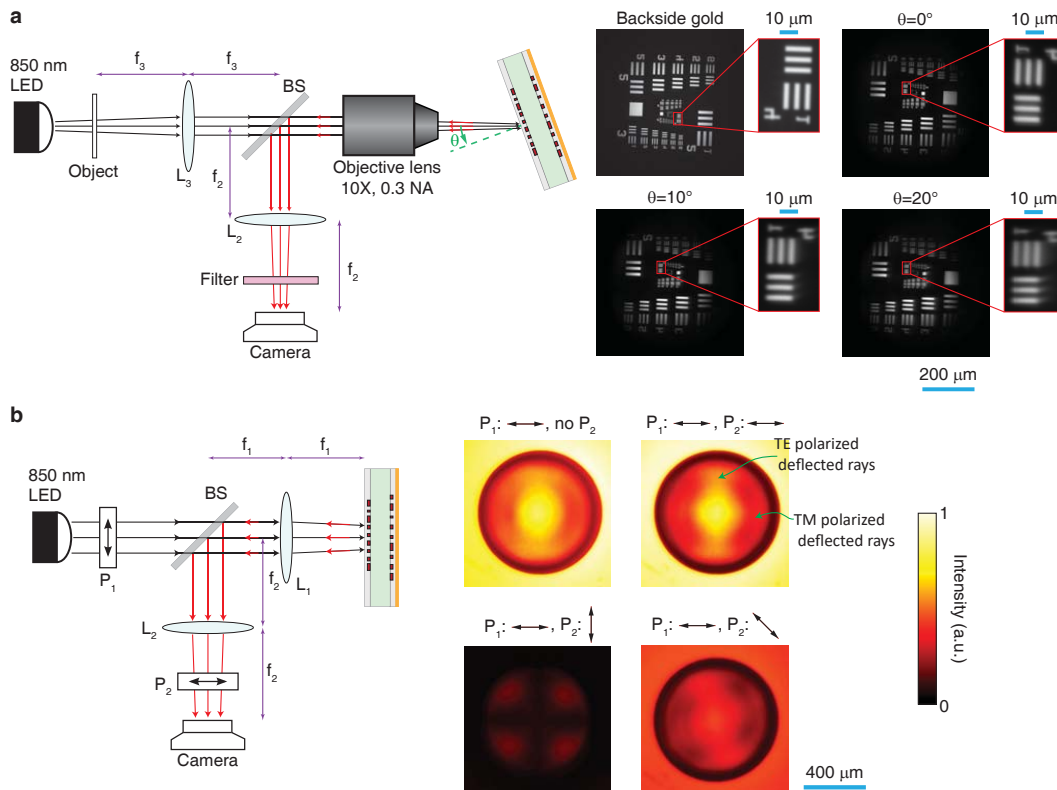 a
850 nm
LED
f3
f3
BS
Object
L3
f2
Objective lens
10X, 0.3 NA
θ
L2
f2
Filter
Camera
Backside gold
10 μm
θ=0°
10 μm
θ=10°
10 μm
θ=20°
10 μm
200 μm
b
850 nm
LED
f1
f1
BS
P1
L1
f2
L2
f2
P2
Camera
P1: ↔, no P2
P1: ↔, P2: ↔
TE polarized
deflected rays
TM polarized
deflected rays
P1: ↔, P2: ↕
P1: ↔, P2: ⤡
1
Intensity (a.u.)
0
400 μm